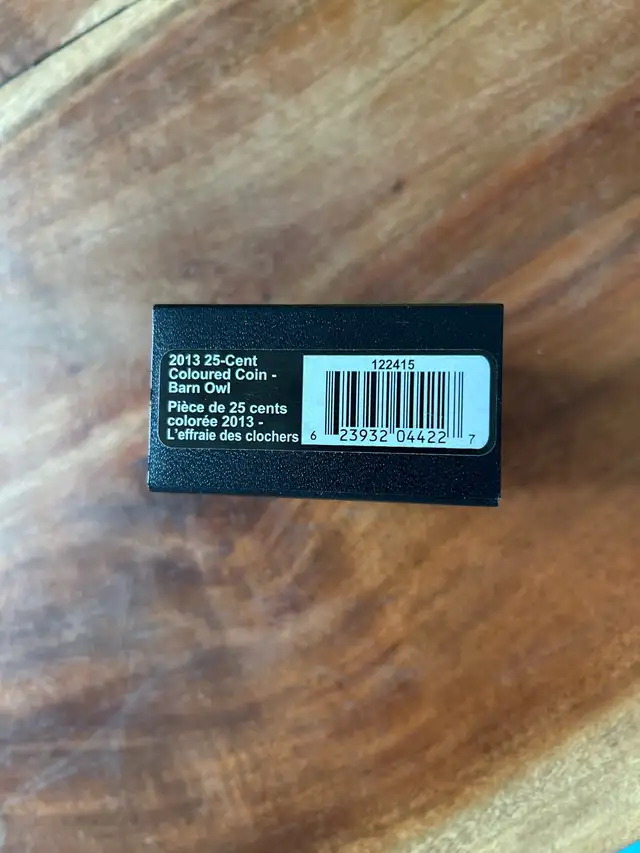 2013 25-Cent
Coloured Coin -
Barn Owl
Pièce de 25 cents
colorée 2013 -
L'effraie des clochers
122415
6 23932 04422 7